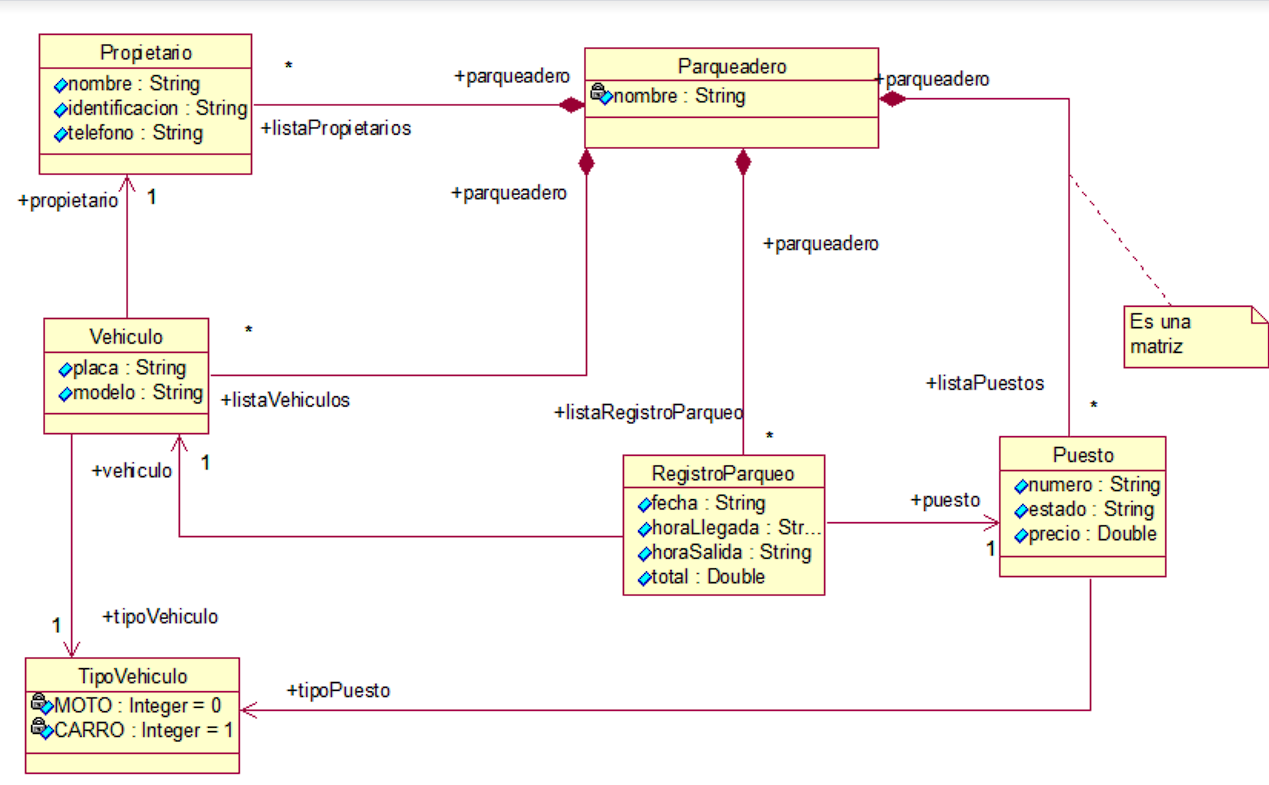 Propietario
nombre : String
identificacion : String
telefono : String
*
+listaPropietarios
+parqueadero
Parqueadero
nombre : String
+parqueadero
+propietario
1
+parqueadero
+parqueadero
Es una
matriz
Vehiculo
placa : String
modelo : String
*
+listaVehiculos
+listaRegistroParqueo
*
+listaPuestos
*
+vehiculo
1
RegistroParqueo
fecha : String
horaLlegada : Str...
horaSalida : String
total : Double
+puesto
1
Puesto
numero : String
estado : String
precio : Double
1
+tipoVehiculo
TipoVehiculo
MOTO : Integer = 0
CARRO : Integer = 1
+tipoPuesto